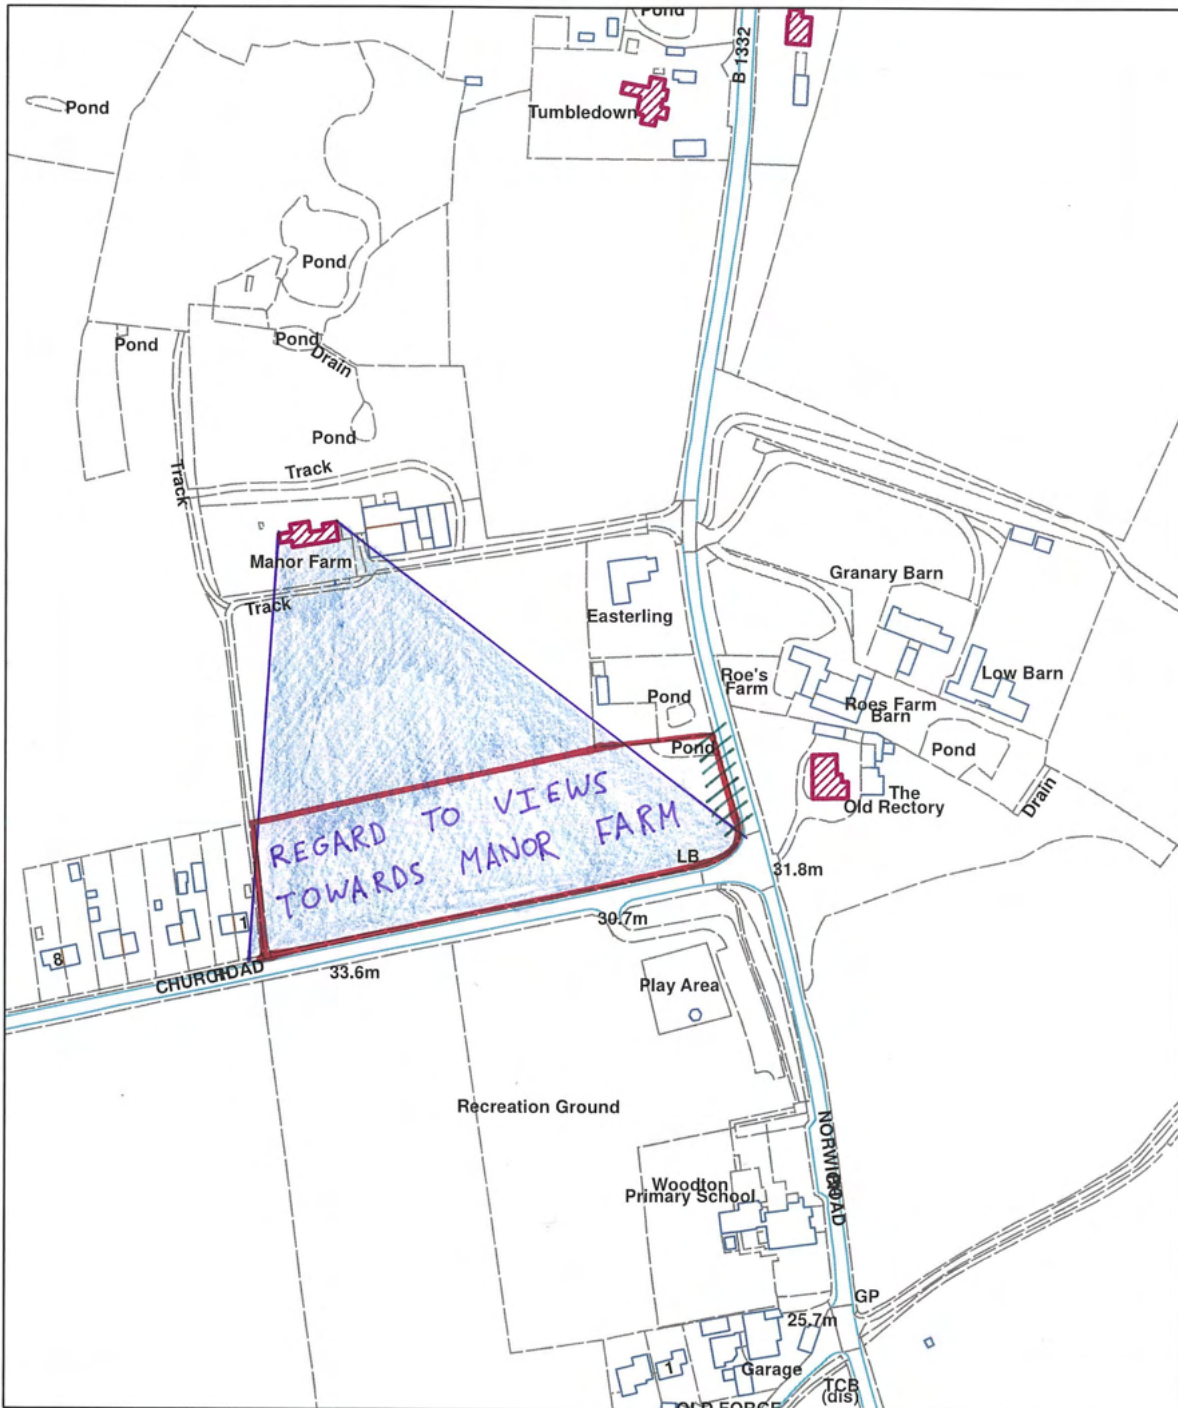 Pond
B 1332
Pond
Tumbledown
Pond
Pond
Pond
Drain
Pond
Track
Track
Manor Farm
Track
Granary Barn
Easterling
Roe's
Farm
Low Barn
Pond
Roes Farm
Barn
Pond
Pond
The
Old Rectory
Drain
REGARD TO VIEWS
TOWARDS MANOR FARM
LB
31.8m
1
30.7m
8
CHURCH ROAD
33.6m
Play Area
Recreation Ground
NORWICH ROAD
Woodton
Primary School
GP
25.7m
1
Garage
TCB
(dis)
OLD FORGE